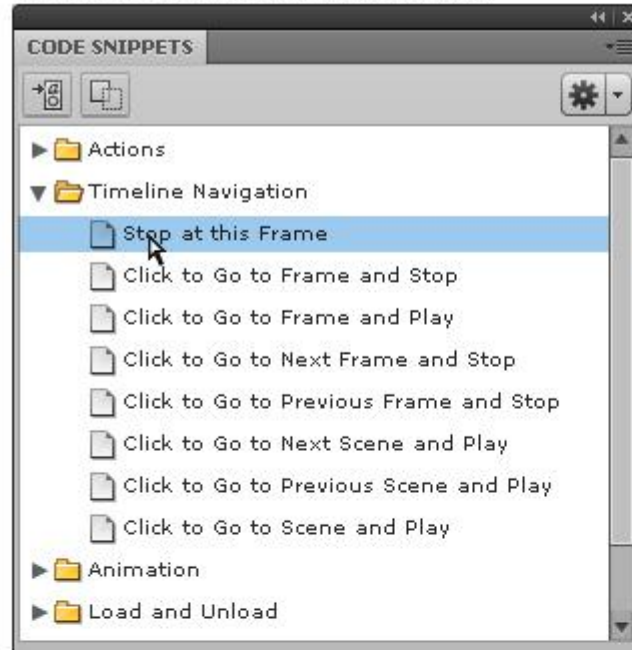 CODE SNIPPETS
Actions
Timeline Navigation
Stop at this Frame
Click to Go to Frame and Stop
Click to Go to Frame and Play
Click to Go to Next Frame and Stop
Click to Go to Previous Frame and Stop
Click to Go to Next Scene and Play
Click to Go to Previous Scene and Play
Click to Go to Scene and Play
Animation
Load and Unload